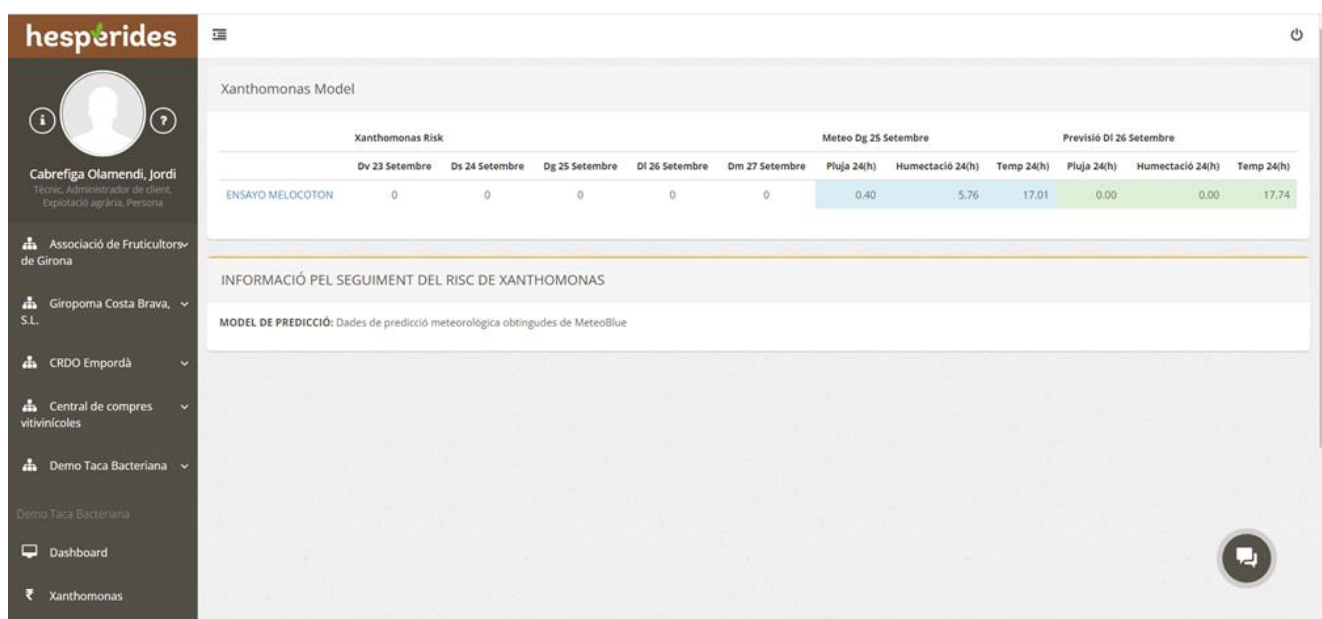 hesperides
Cabrefiga Olamendi, Jordi
Tècnic, Administrador de client,
Explotació agrària, Persona
Associació de Fruticultors
de Girona
Giropoma Costa Brava,
S.L.
CRDO Empordà
Central de compres
vitivinícoles
Demo Taca Bacteriana
Demo Taca Bacteriana
Dashboard
Xanthomonas
Xanthomonas Model
Xanthomonas Risk Meteo Dg 25 Setembre Previsió Dl 26 Setembre
Dv 23 Setembre Ds 24 Setembre Dg 25 Setembre Dl 26 Setembre Dm 27 Setembre Pluja 24(h) Humectació 24(h) Temp 24(h) Pluja 24(h) Humectació 24(h) Temp 24(h)
ENSAYO MELOCOTON 0 0 0 0 0 0.40 5.76 17.01 0.00 0.00 17.74
INFORMACIÓ PEL SEGUIMENT DEL RISC DE XANTHOMONAS
MODEL DE PREDICCIÓ: Dades de predicció meteorològica obtingudes de MeteoBlue